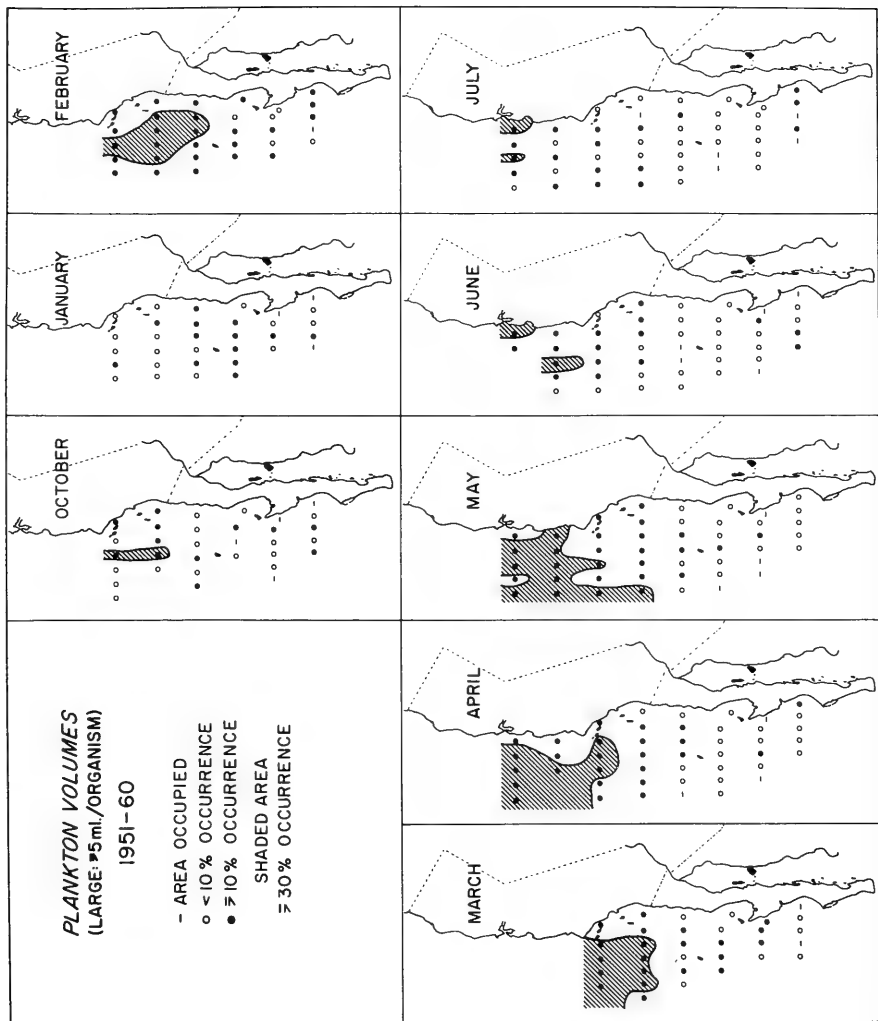 PLANKTON VOLUMES
(LARGE: ≥5 ml./ORGANISM)
1951-60
- AREA OCCUPIED
○ <10% OCCURRENCE
● ≥10% OCCURRENCE
SHADED AREA
≥30% OCCURRENCE
OCTOBER
JANUARY
FEBRUARY
MARCH
APRIL
MAY
JUNE
JULY